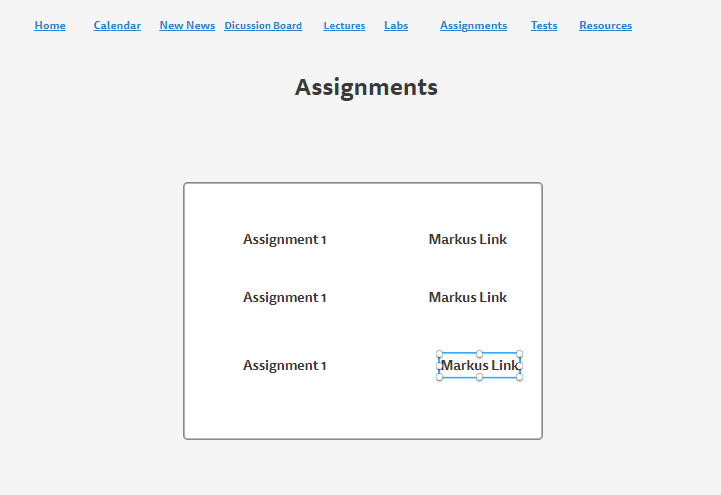 Home Calendar New News Dicussion Board Lectures Labs Assignments Tests Resources
Assignments
Assignment 1 Markus Link
Assignment 1 Markus Link
Assignment 1 Markus Link